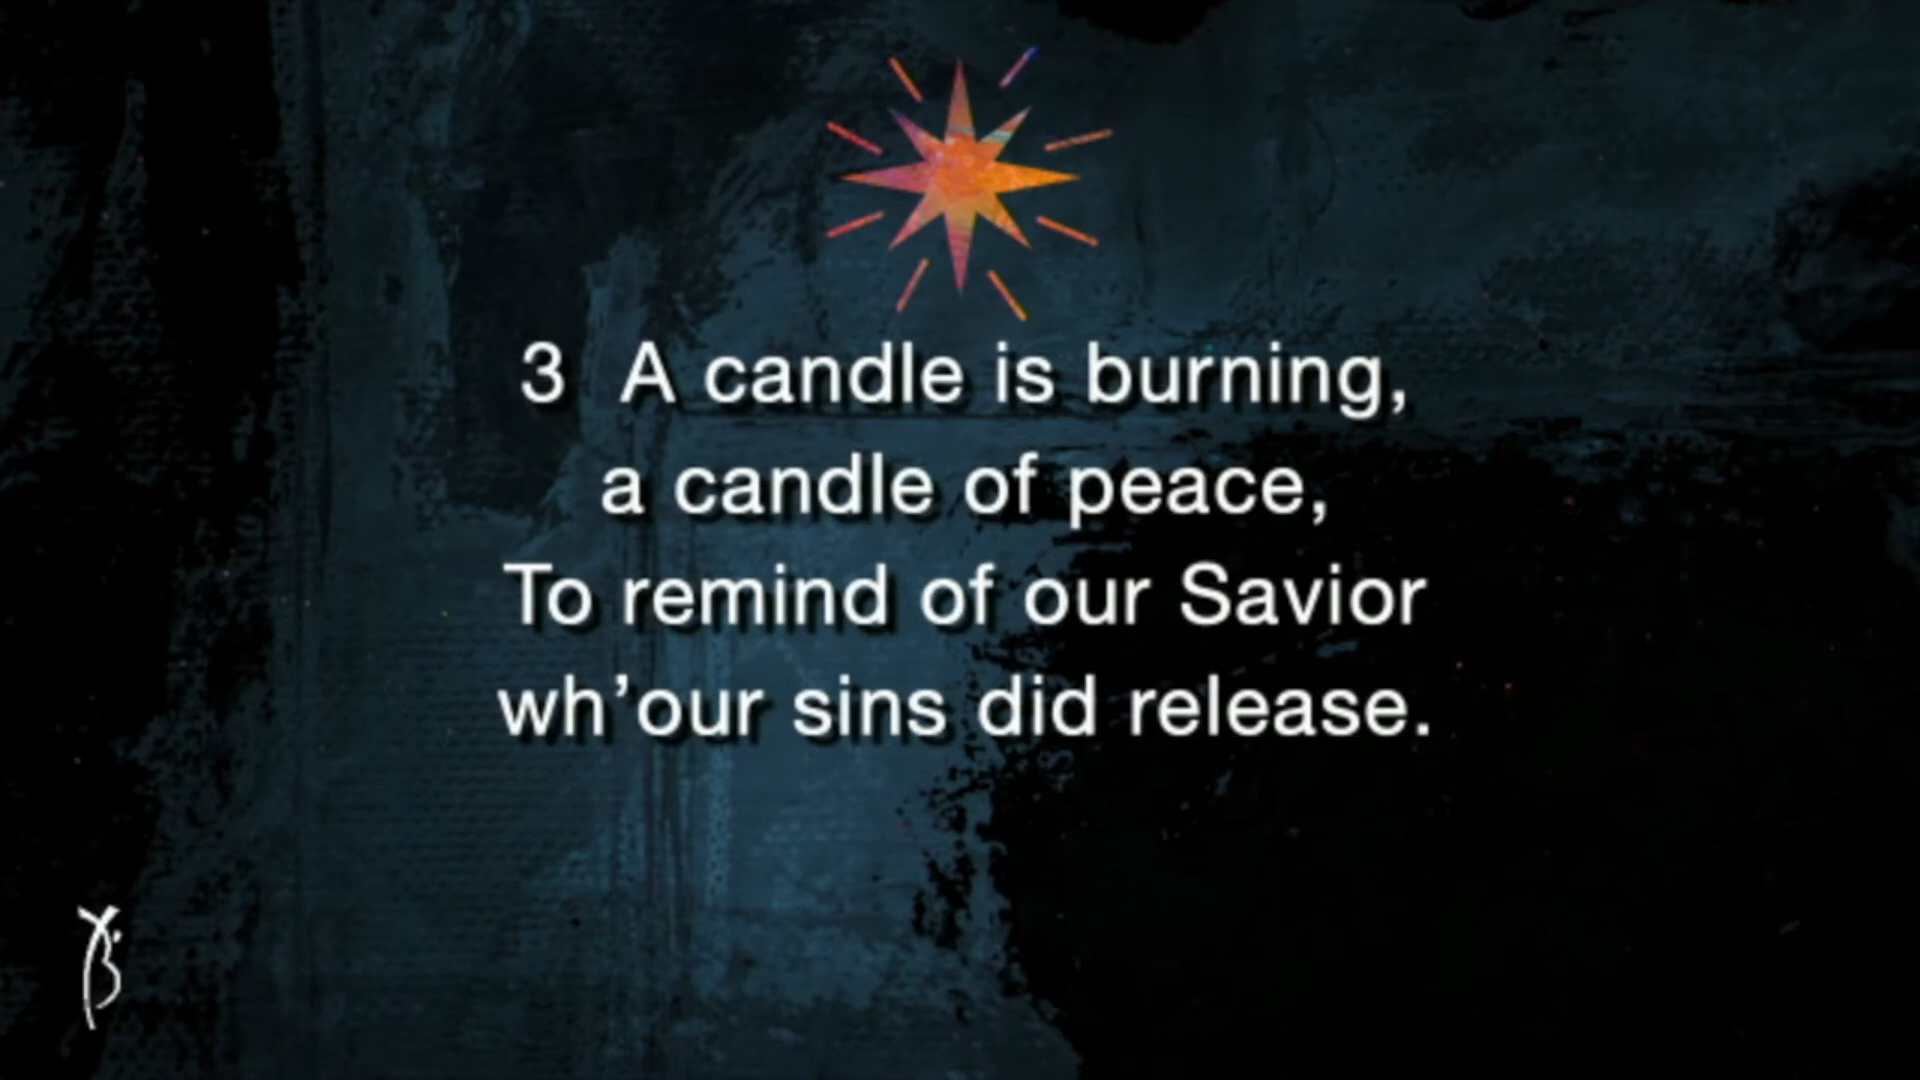 3 A candle is burning,
a candle of peace,
To remind of our Savior
wh’our sins did release.